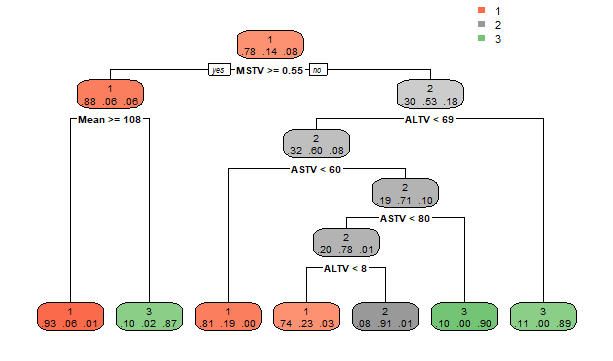 1
2
3
1
.78 .14 .08
yes MSTV >= 0.55 no
1
.88 .06 .06
2
.30 .53 .18
Mean >= 108
ALTV < 69
2
.32 .60 .08
ASTV < 60
2
.19 .71 .10
ASTV < 80
2
.20 .78 .01
ALTV < 8
1
.93 .06 .01
3
.10 .02 .87
1
.81 .19 .00
1
.74 .23 .03
2
.08 .91 .01
3
.10 .00 .90
3
.11 .00 .89